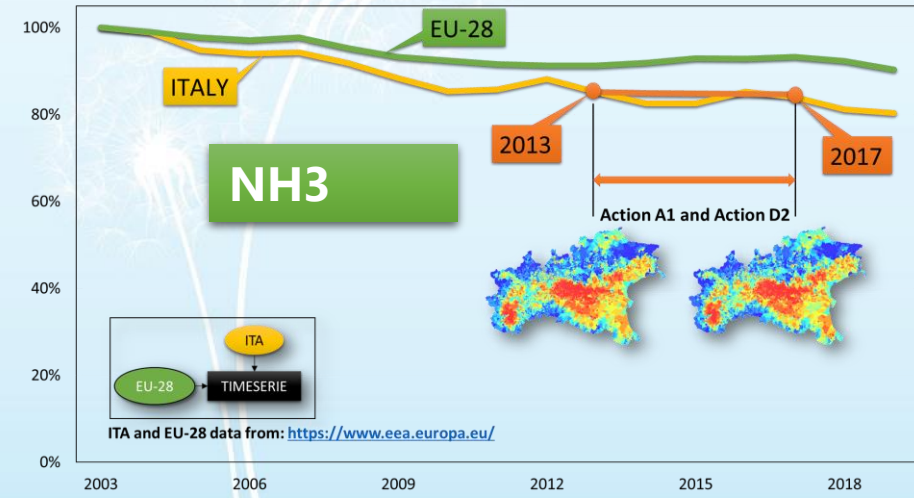 100%
80%
60%
40%
20%
0%
EU-28
ITALY
2013
2017
NH3
Action A1 and Action D2
ITA
EU-28
TIMESERIE
ITA and EU-28 data from: https://www.eea.europa.eu/
2003 2006 2009 2012 2015 2018